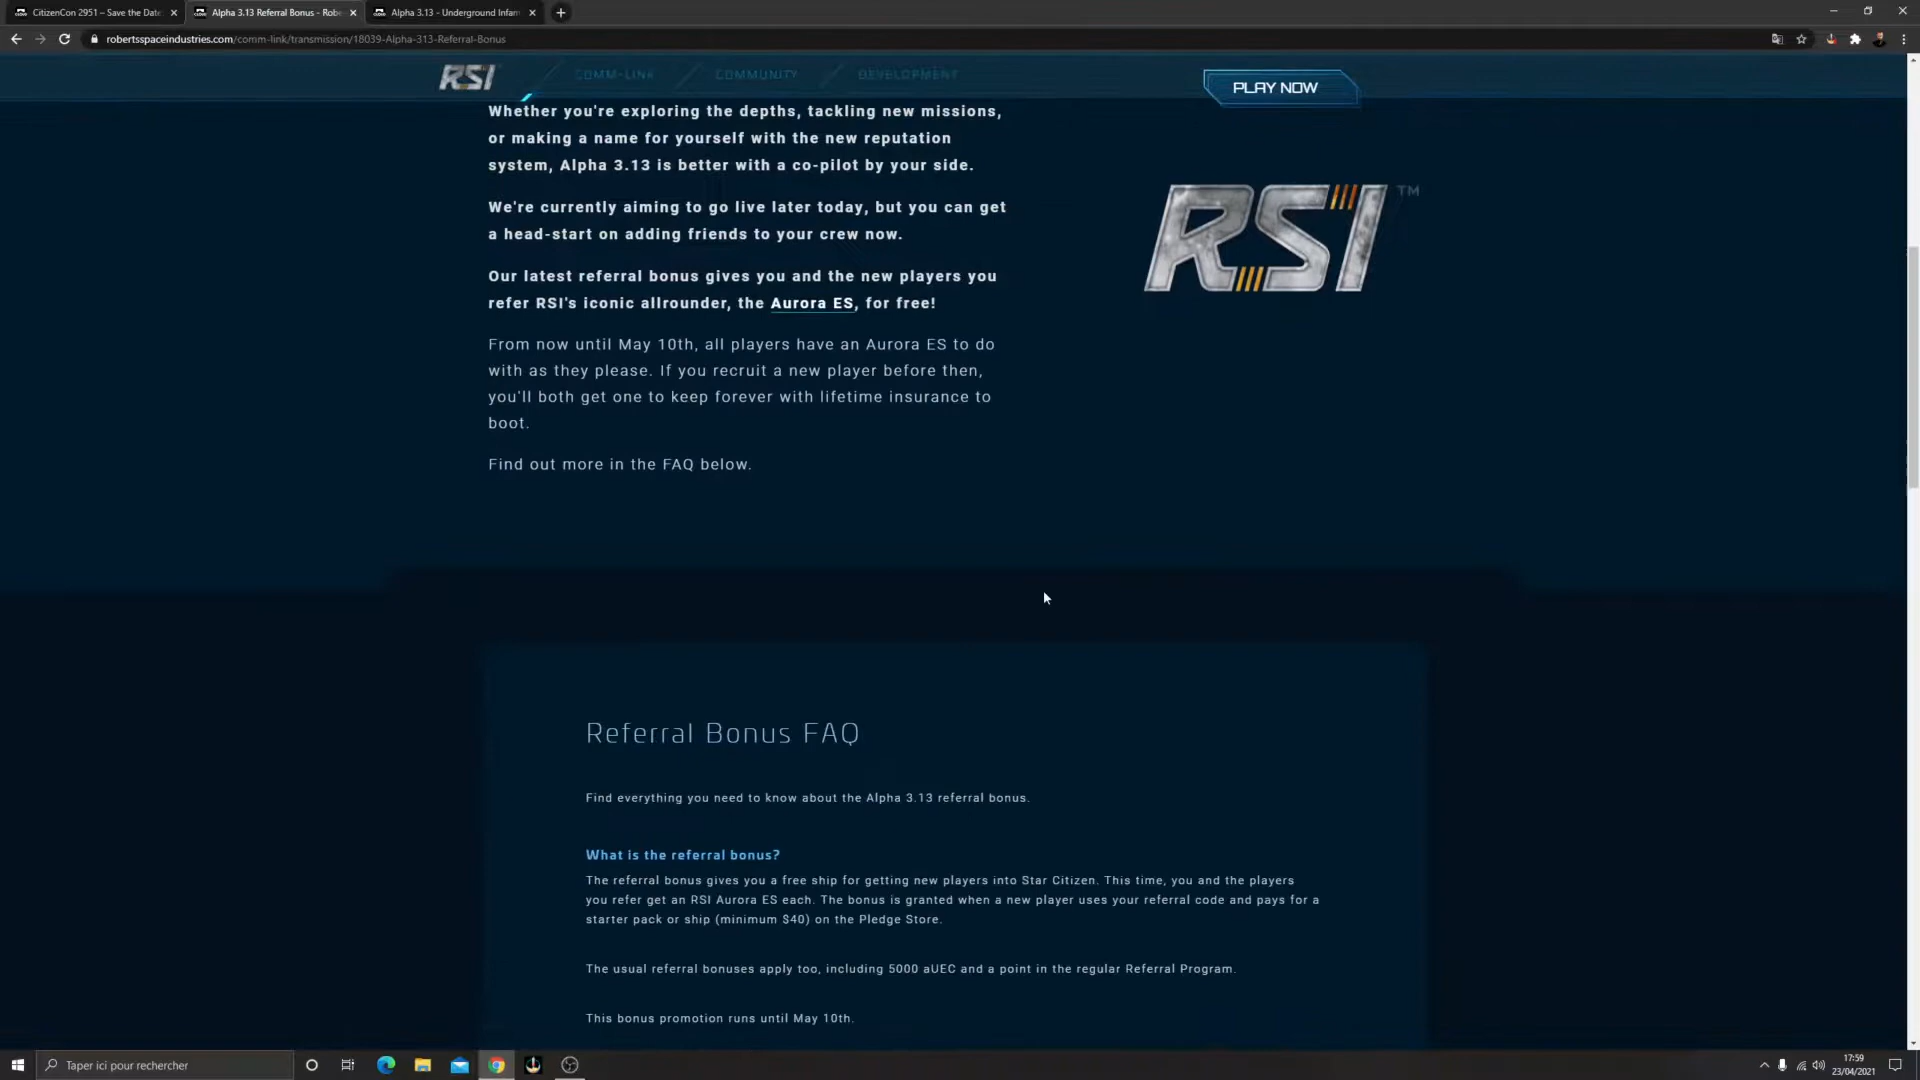 CitizenCon 2951 – Save the Date
Alpha 3.13 Referral Bonus - Robe
Alpha 3.13 - Underground Infam
robertsspaceindustries.com/comm-link/transmission/18039-Alpha-313-Referral-Bonus
RSI
COMM-LINK
COMMUNITY
DEVELOPMENT
PLAY NOW
Whether you're exploring the depths, tackling new missions,
or making a name for yourself with the new reputation
system, Alpha 3.13 is better with a co-pilot by your side.
We're currently aiming to go live later today, but you can get
a head-start on adding friends to your crew now.
Our latest referral bonus gives you and the new players you
refer RSI's iconic allrounder, the Aurora ES, for free!
From now until May 10th, all players have an Aurora ES to do
with as they please. If you recruit a new player before then,
you'll both get one to keep forever with lifetime insurance to
boot.
Find out more in the FAQ below.
RSI™
Referral Bonus FAQ
Find everything you need to know about the Alpha 3.13 referral bonus.
What is the referral bonus?
The referral bonus gives you a free ship for getting new players into Star Citizen. This time, you and the players
you refer get an RSI Aurora ES each. The bonus is granted when a new player uses your referral code and pays for a
starter pack or ship (minimum $40) on the Pledge Store.
The usual referral bonuses apply too, including 5000 aUEC and a point in the regular Referral Program.
This bonus promotion runs until May 10th.
Taper ici pour rechercher
17:59
23/04/2021